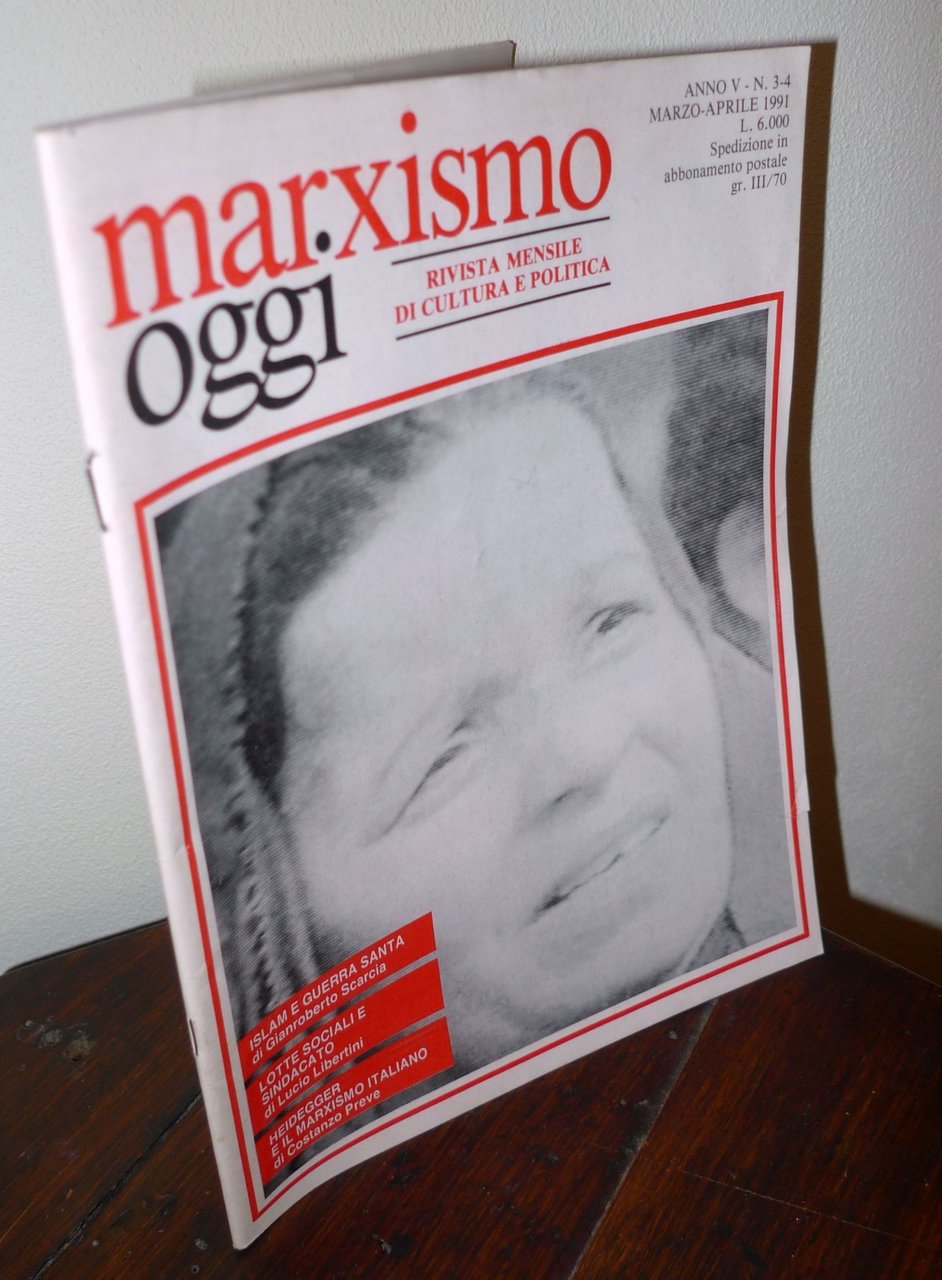 marxismo
oggi
RIVISTA MENSILE
DI CULTURA E POLITICA
ANNO V - N. 3-4
MARZO-APRILE 1991
L. 6.000
Spedizione in
abbonamento postale
gr. III/70
ISLAM E GUERRA SANTA
di Gianroberto Scarcia
LOTTE SOCIALI E
SINDACATO
di Lucio Libertini
HEIDEGGER
E IL MARXISMO ITALIANO
di Costanzo Preve